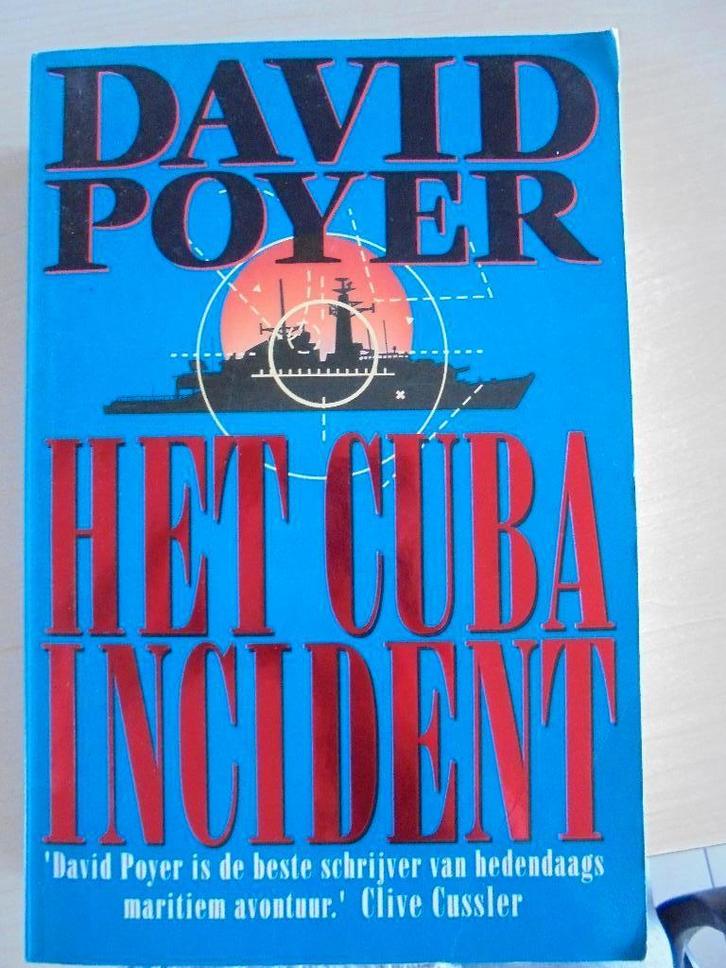 DAVID
POYER
HET CUBA
INCIDENT
'David Poyer is de beste schrijver van hedendaags
maritiem avontuur.' Clive Cussler